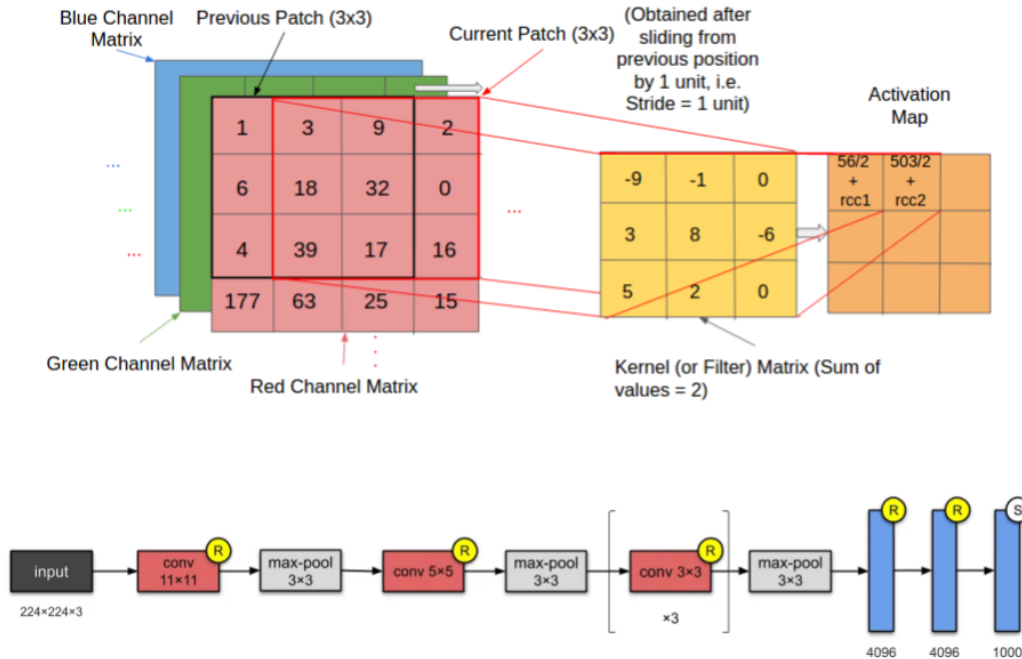 Blue Channel
Matrix
Previous Patch (3x3)
Current Patch (3x3)
(Obtained after
sliding from
previous position
by 1 unit, i.e.
Stride = 1 unit)
Activation
Map
1 3 9 2
6 18 32 0
4 39 17 16
177 63 25 15
...
...
...
...
-9 -1 0
3 8 -6
5 2 0
56/2
+
rcc1
503/2
+
rcc2
Green Channel Matrix
Red Channel Matrix
Kernel (or Filter) Matrix (Sum of
values = 2)
input
224×224×3
conv
11×11
R
max-pool
3×3
conv 5×5
R
max-pool
3×3
conv 3×3
R
×3
max-pool
3×3
R
4096
R
4096
S
1000